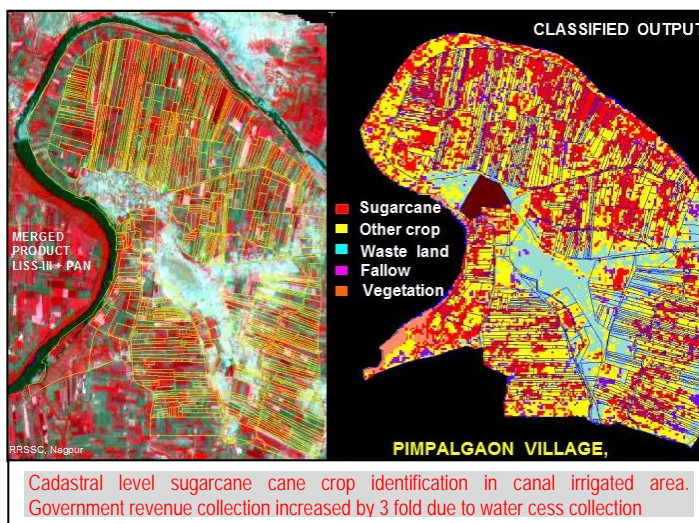 CLASSIFIED OUTPUT
MERGED
PRODUCT
LISS-III + PAN
Sugarcane
Other crop
Waste land
Fallow
Vegetation
RRSSC, Nagpur
PIMPALGAON VILLAGE,
Cadastral level sugarcane cane crop identification in canal irrigated area.
Government revenue collection increased by 3 fold due to water cess collection